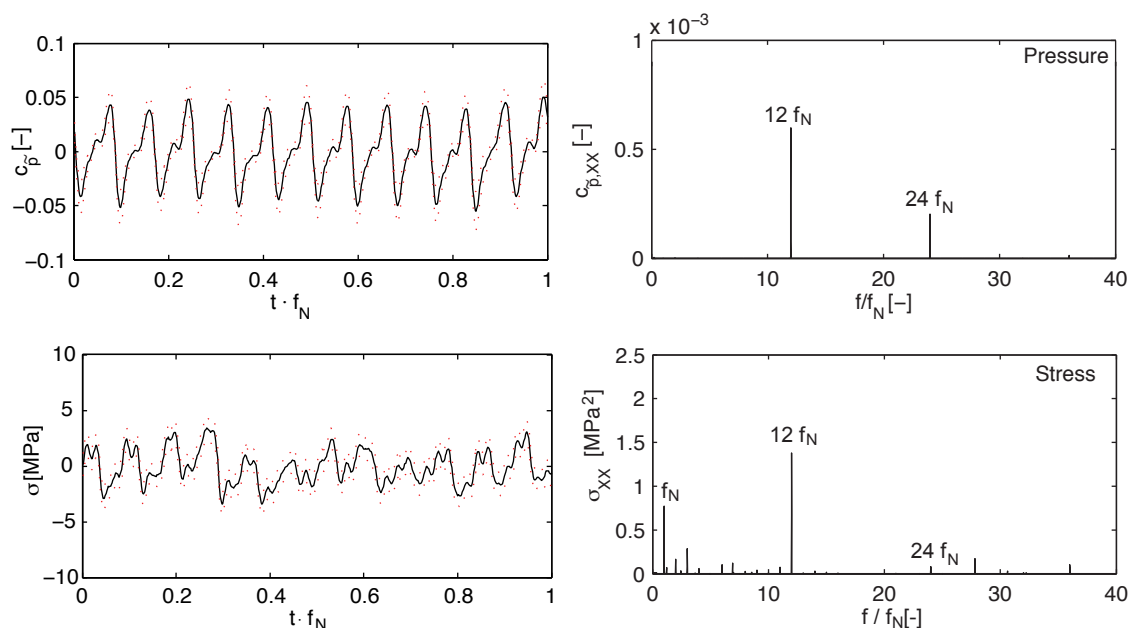 0.1
0.05
0
−0.05
−0.1
c p̃ [−]
0 0.2 0.4 0.6 0.8 1
t · f_N
x 10^−3
1
0.5
0
c p̃,XX [−]
Pressure
12 f_N
24 f_N
0 10 20 30 40
f/f_N [−]
10
5
0
−5
−10
σ [MPa]
0 0.2 0.4 0.6 0.8 1
t · f_N
2.5
2
1.5
1
0.5
0
σ_XX [MPa²]
Stress
f_N
12 f_N
24 f_N
0 10 20 30 40
f / f_N[-]